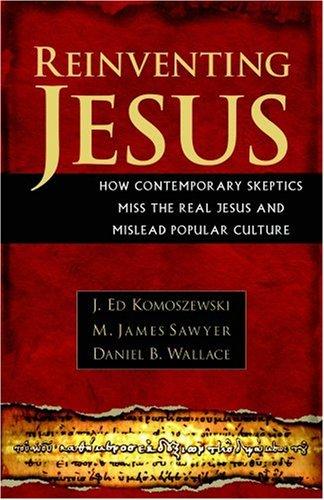 REINVENTING
JESUS
HOW CONTEMPORARY SKEPTICS
MISS THE REAL JESUS AND
MISLEAD POPULAR CULTURE
J. ED KOMOSZEWSKI
M. JAMES SAWYER
DANIEL B. WALLACE